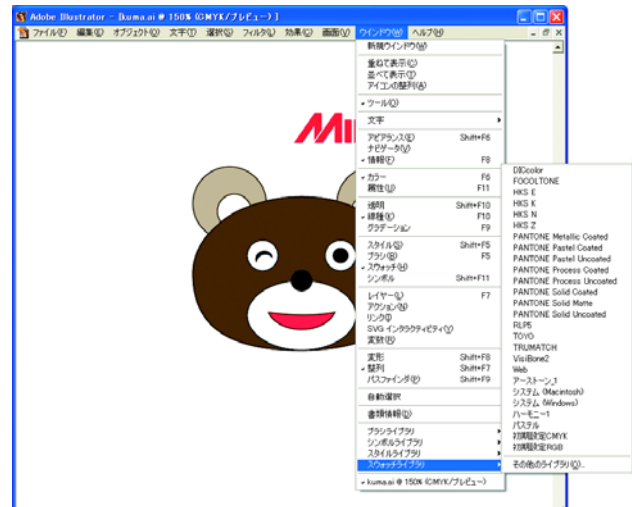 Adobe Illustrator - [kuma.ai @ 150% (CMYK/プレビュー) ]
ファイル(F) 編集(E) オブジェクト(O) 文字(T) 選択(S) フィルタ(L) 効果(C) 画面(V) ウインドウ(W) ヘルプ(H)
新規ウインドウ(W)
重ねて表示(C)
並べて表示(T)
アイコンの整列(A)
ツール(O)
文字
アピアランス(E) Shift+F6
ナビゲータ(V)
情報(F) F8
カラー F6
属性(U) F11
透明 Shift+F10
線種(K) F10
グラデーション F9
スタイル(S) Shift+F5
ブラシ(B) F5
スウォッチ(H)
シンボル Shift+F11
レイヤー(L) F7
アクション(N)
リンク(I)
SVG インタラクティビティ(Y)
変数(R)
変形 Shift+F8
整列 Shift+F7
パスファインダ(P) Shift+F9
自動選択
書類情報(D)
ブラシライブラリ
シンボルライブラリ
スタイルライブラリ
スウォッチライブラリ
kuma.ai @ 150% (CMYK/プレビュー)
DICcolor
FOCOLTONE
HKS E
HKS K
HKS N
HKS Z
PANTONE Metallic Coated
PANTONE Pastel Coated
PANTONE Pastel Uncoated
PANTONE Process Coated
PANTONE Process Uncoated
PANTONE Solid Coated
PANTONE Solid Matte
PANTONE Solid Uncoated
RLP5
TOYO
TRUMATCH
VisiBone2
Web
アーストーン_1
システム (Macintosh)
システム (Windows)
ハーモニー1
パステル
初期設定CMYK
初期設定RGB
その他のライブラリ(O)...